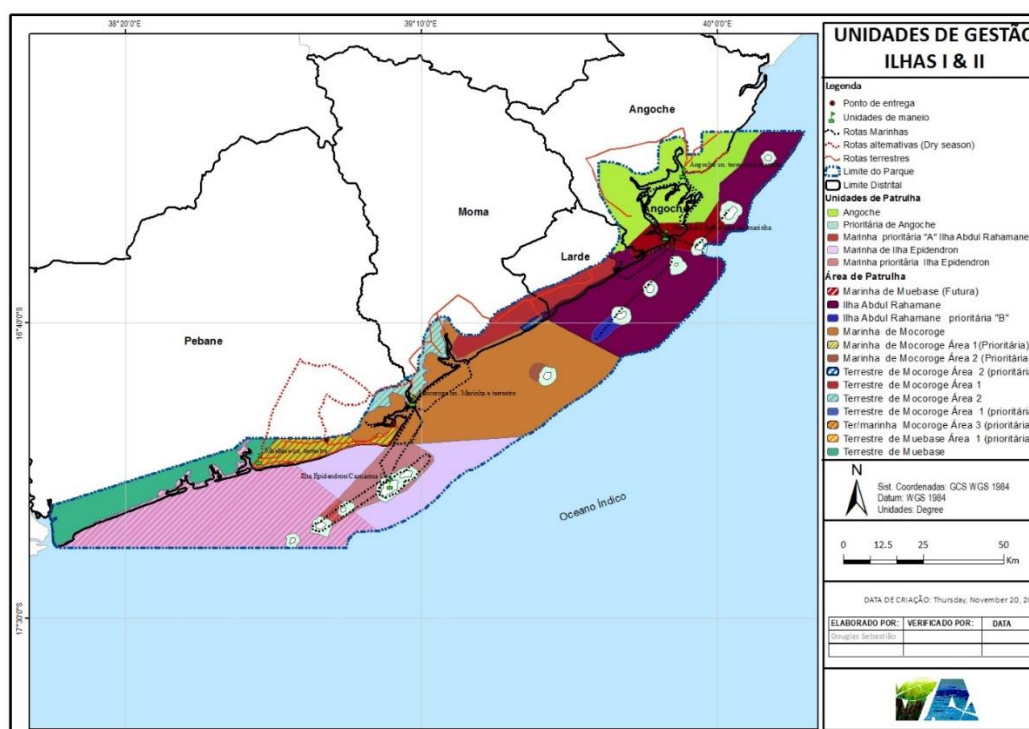 38°20'0"E
39°10'0"E
40°0'0"E
16°40'0"S
17°30'0"S
Angoche
Angoche
Moma
Larde
Pebane
Oceano Índico
UNIDADES DE GESTÃO
ILHAS I & II
Legenda
Ponto de entrega
Unidades de maneio
Rotas Marinhas
Rotas alternativas (Dry season)
Rotas terrestres
Limite do Parque
Limite Distrital
Unidades de Patrulha
Angoche
Prioritária de Angoche
Marinha prioritária "A" Ilha Abdul Rahamane
Marinha de Ilha Epidendron
Marinha prioritária Ilha Epidendron
Área de Patrulha
Marinha de Muebase (Futura)
Ilha Abdul Rahamane
Ilha Abdul Rahamane prioritária "B"
Marinha de Mocoroge
Marinha de Mocoroge Área 1 (Prioritária)
Marinha de Mocoroge Área 2 (Prioritária)
Terrestre de Mocoroge Área 2 (prioritária
Terrestre de Mocoroge Área 1
Terrestre de Mocoroge Área 2
Terrestre de Mocoroge Área 1 (prioritária
Ter/marinha Mocoroge Área 3 (prioritária
Terrestre de Muebase Área 1 (prioritária
Terrestre de Muebase
N
Sist. Coordenadas: GCS WGS 1984
Datum: WGS 1984
Unidades: Degree
0 12.5 25 50
Km
DATA DE CRIAÇÃO: Thursday, November 20, 20
ELABORADO POR: VERIFICADO POR: DATA
Douglas Sebastião